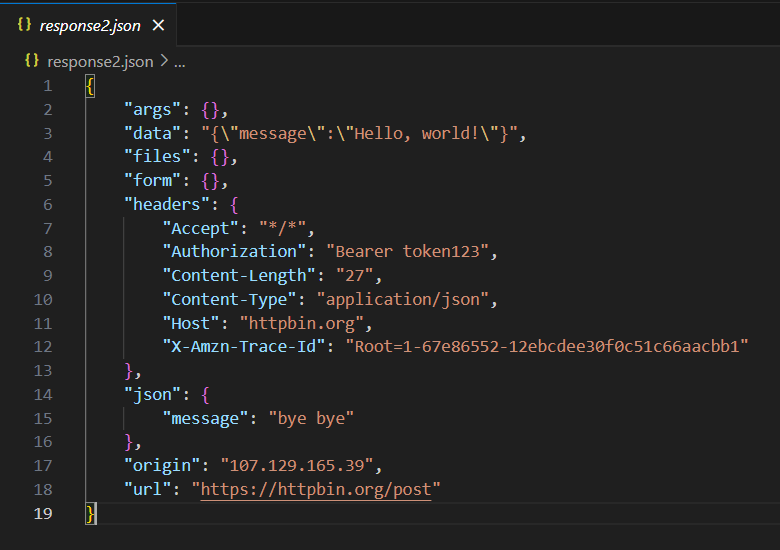 {} response2.json ×
{} response2.json > ...
1 {
2     "args": {},
3     "data": "{\"message\":\"Hello, world!\"}",
4     "files": {},
5     "form": {},
6     "headers": {
7         "Accept": "*/*",
8         "Authorization": "Bearer token123",
9         "Content-Length": "27",
10         "Content-Type": "application/json",
11         "Host": "httpbin.org",
12         "X-Amzn-Trace-Id": "Root=1-67e86552-12ebcdee30f0c51c66aacbb1"
13     },
14     "json": {
15         "message": "bye bye"
16     },
17     "origin": "107.129.165.39",
18     "url": "https://httpbin.org/post"
19 }